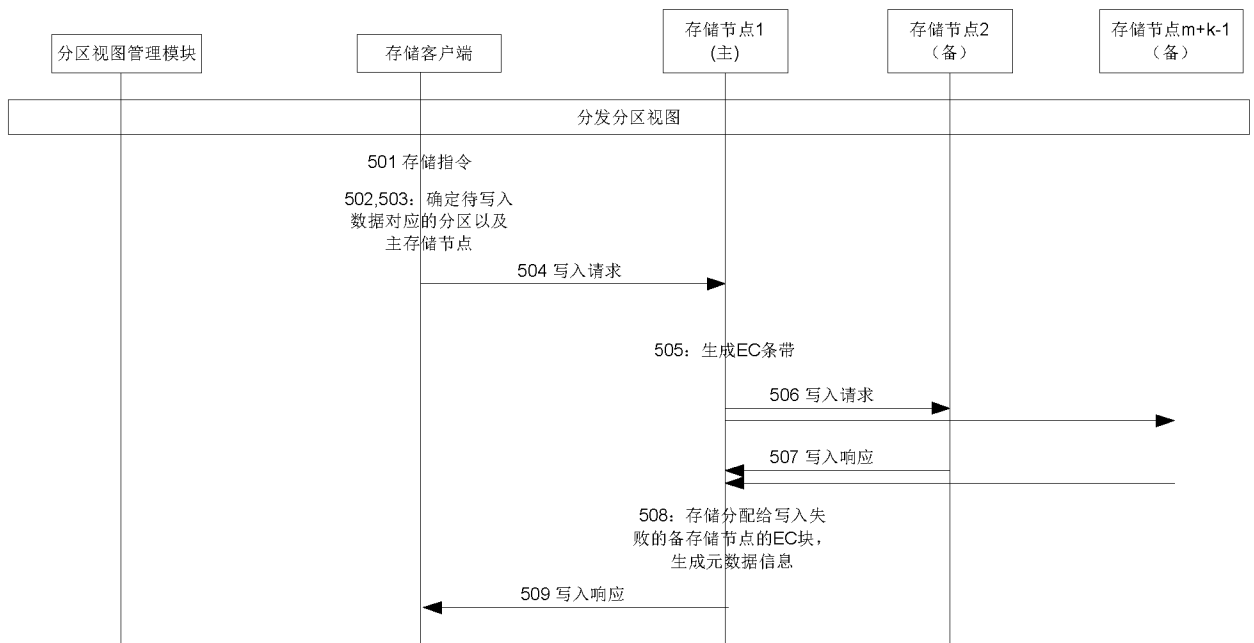 分区视图管理模块
存储客户端
存储节点1
(主)
存储节点2
（备）
存储节点m+k-1
（备）
分发分区视图
501 存储指令
502,503：确定待写入
数据对应的分区以及
主存储节点
504 写入请求
505：生成EC条带
506 写入请求
507 写入响应
508：存储分配给写入失
败的备存储节点的EC块，
生成元数据信息
509 写入响应